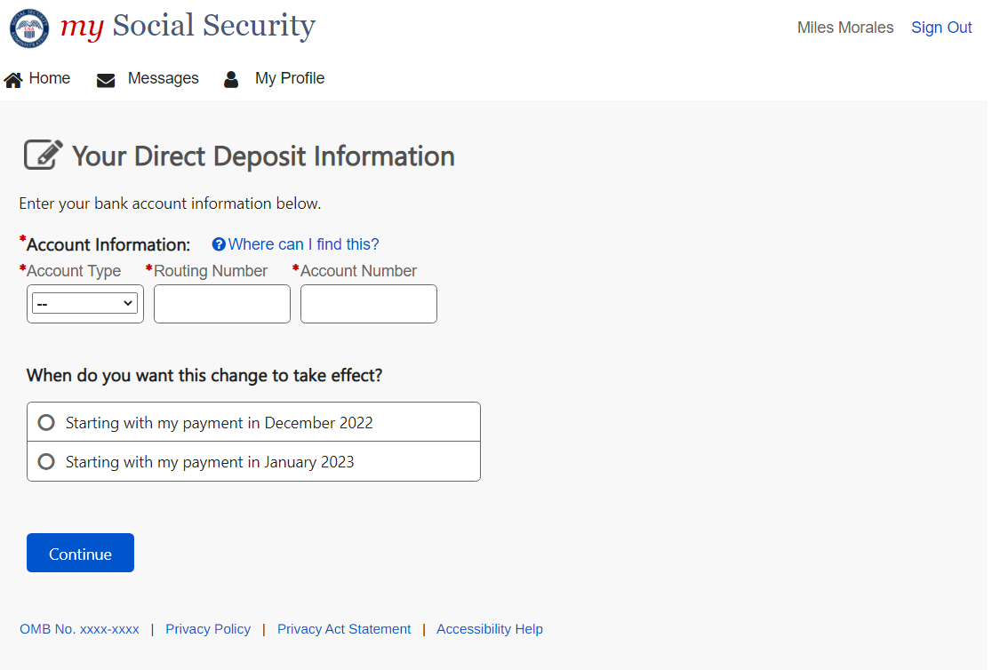 my Social Security
Miles Morales Sign Out
Home Messages My Profile
Your Direct Deposit Information
Enter your bank account information below.
*Account Information: Where can I find this?
*Account Type *Routing Number *Account Number
--
When do you want this change to take effect?
Starting with my payment in December 2022
Starting with my payment in January 2023
Continue
OMB No. xxxx-xxxx | Privacy Policy | Privacy Act Statement | Accessibility Help